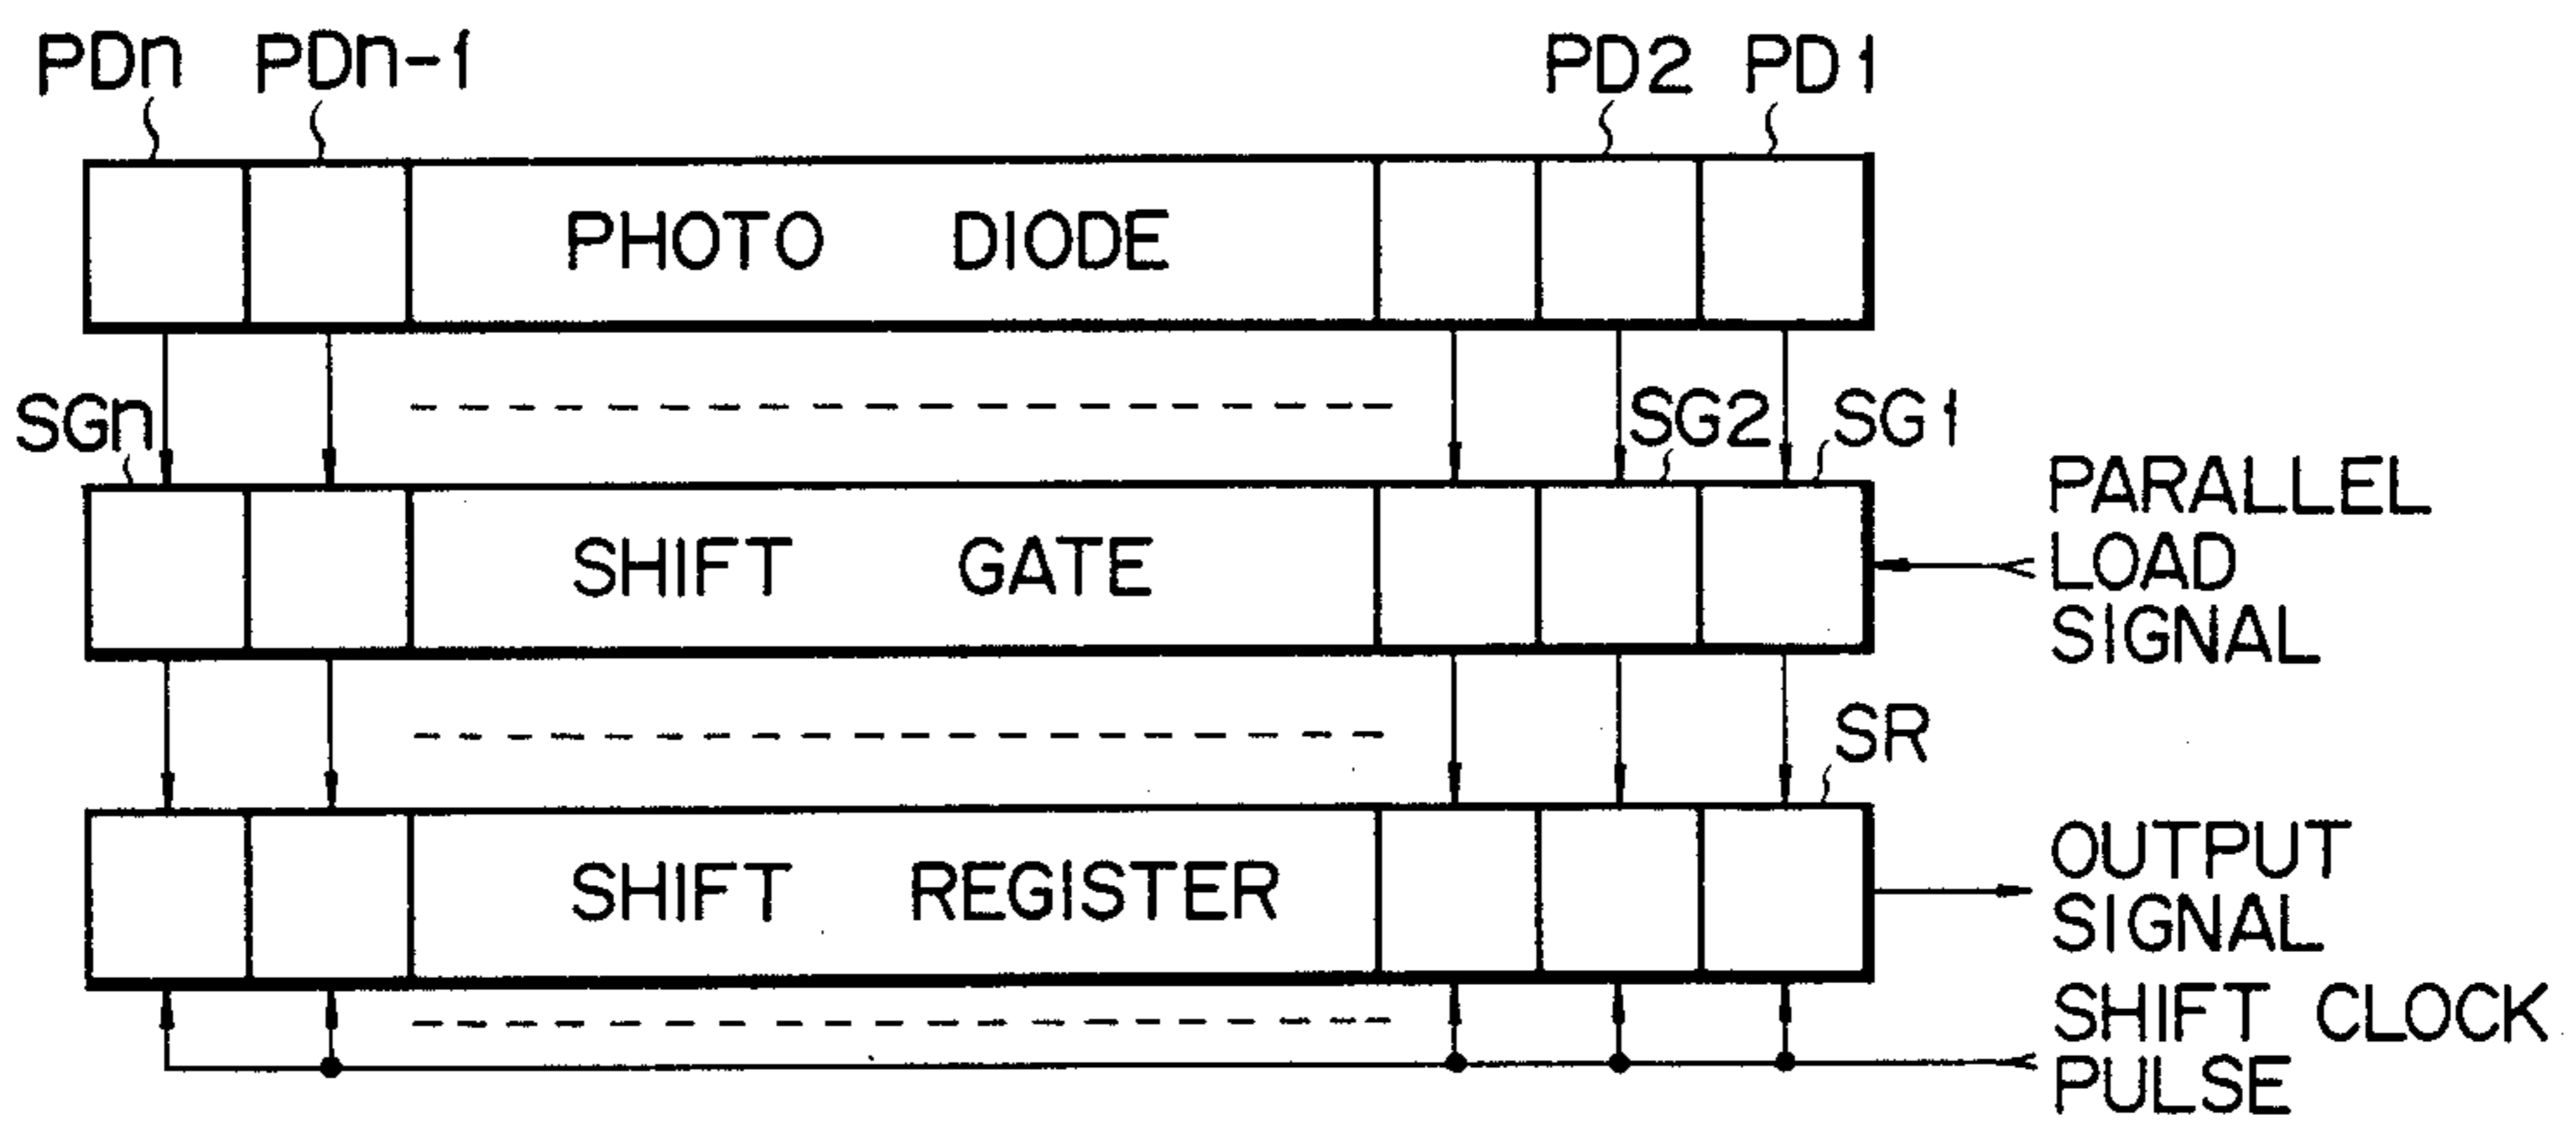 PDn PDn-1 PD2 PD1
PHOTO DIODE
SGn SG2 SG1
PARALLEL
LOAD
SIGNAL
SHIFT GATE
SR
SHIFT REGISTER
OUTPUT
SIGNAL
SHIFT CLOCK
PULSE